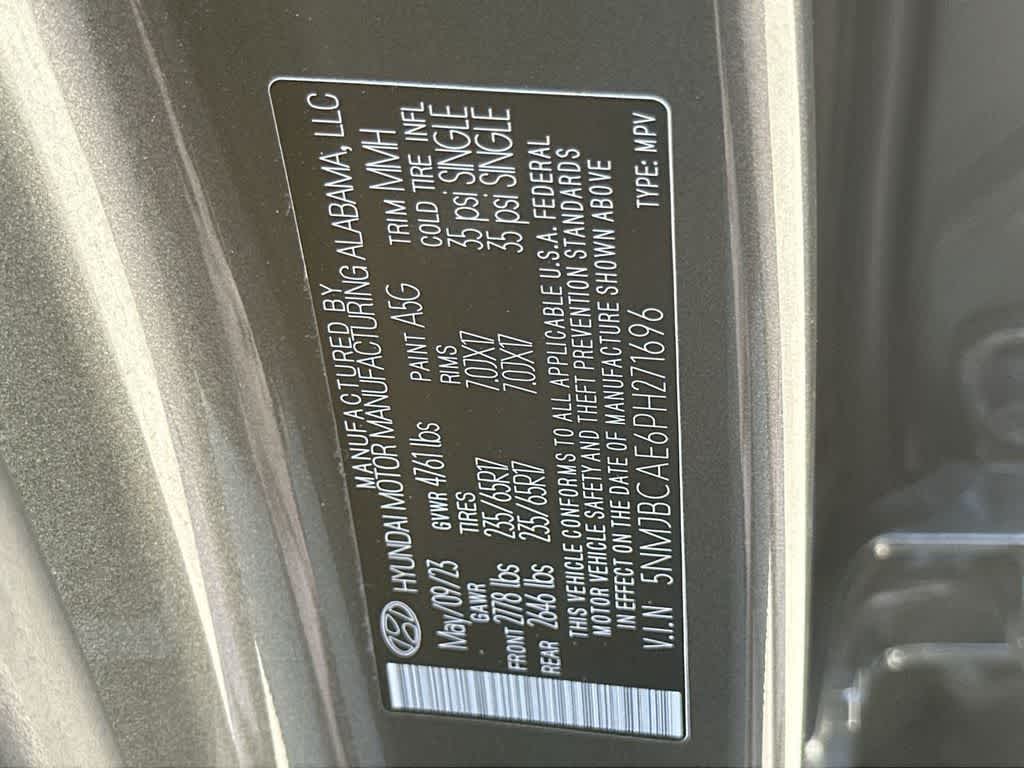 MANUFACTURED BY
HYUNDAI MOTOR MANUFACTURING ALABAMA, LLC
May/09/23 GVWR 4761 lbs PAINT A5G TRIM MMH
GAWR TIRES RIMS COLD TIRE INFL
FRONT 2778 lbs 235/65R17 7.0X17 35 psi SINGLE
REAR 2646 lbs 235/65R17 7.0X17 35 psi SINGLE
THIS VEHICLE CONFORMS TO ALL APPLICABLE U.S.A. FEDERAL
MOTOR VEHICLE SAFETY AND THEFT PREVENTION STANDARDS
IN EFFECT ON THE DATE OF MANUFACTURE SHOWN ABOVE
V.I.N: 5NMJBCAE6PH271696 TYPE: MPV